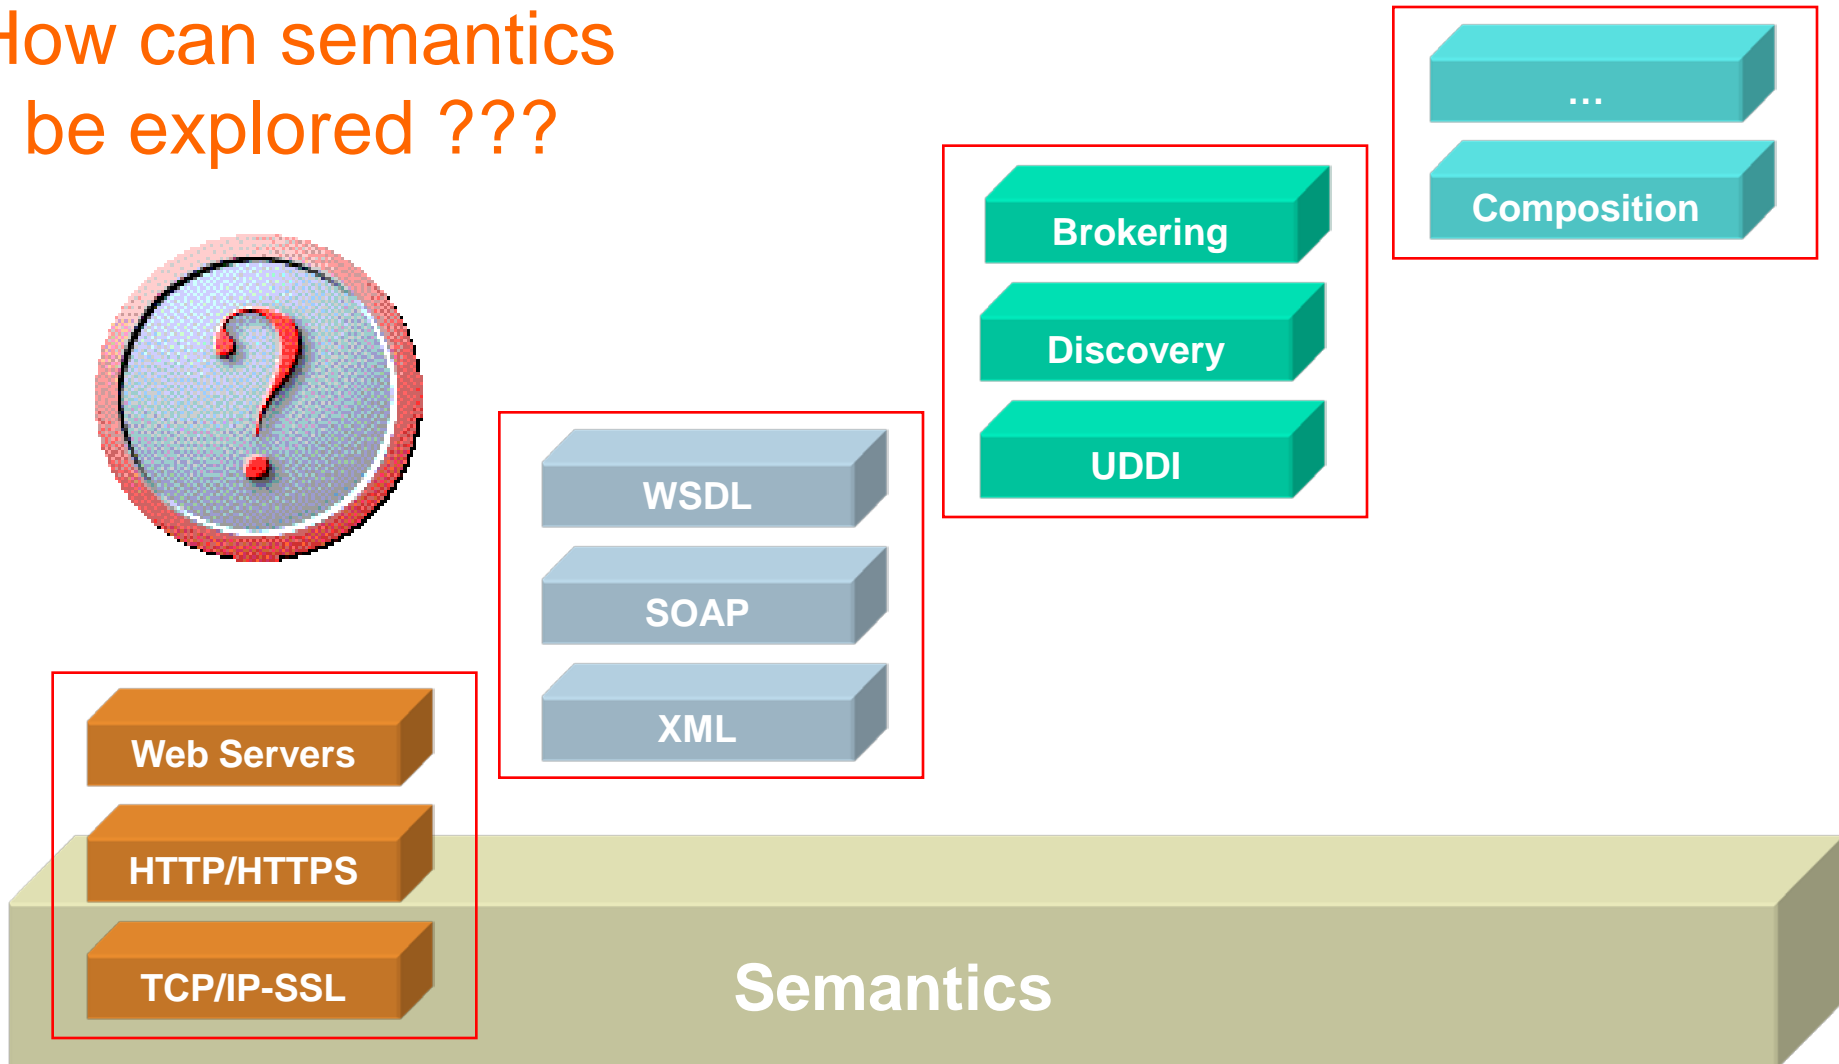 How can semantics
be explored ???
...
Composition
Brokering
Discovery
UDDI
WSDL
SOAP
XML
Web Servers
HTTP/HTTPS
TCP/IP-SSL
Semantics
?